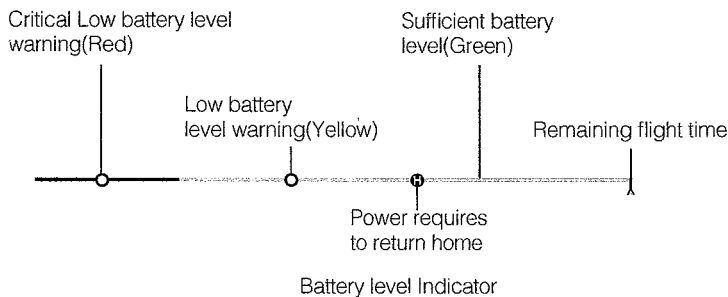 Critical Low battery level
warning(Red)
Sufficient battery
level(Green)
Low battery
level warning(Yellow)
Remaining flight time
H
Power requires
to return home
Battery level Indicator